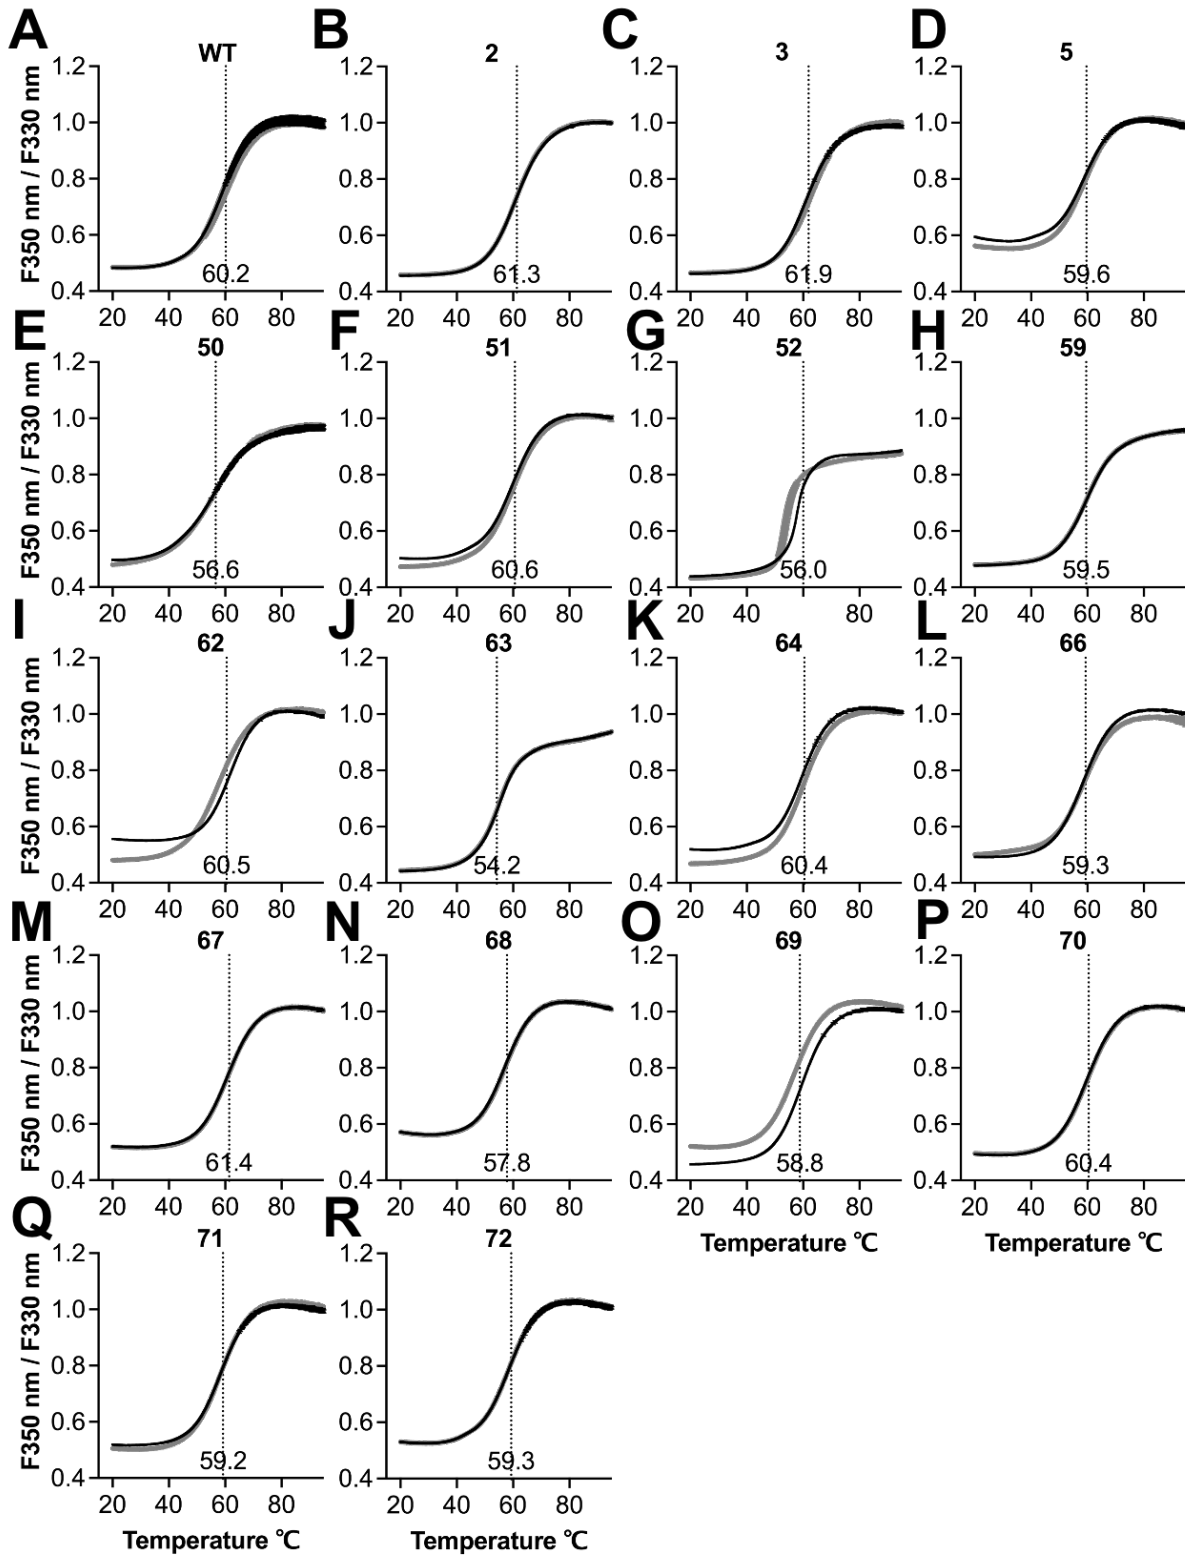 A B C D
WT 2 3 5
F350 nm / F330 nm
1.2 1.2 1.2 1.2
1.0 1.0 1.0 1.0
0.8 0.8 0.8 0.8
0.6 0.6 0.6 0.6
60.2 61.3 61.9 59.6
0.4 0.4 0.4 0.4
20 40 60 80 20 40 60 80 20 40 60 80 20 40 60 80
E F G H
50 51 52 59
F350 nm / F330 nm
1.2 1.2 1.2 1.2
1.0 1.0 1.0 1.0
0.8 0.8 0.8 0.8
0.6 0.6 0.6 0.6
56.6 60.6 56.0 59.5
0.4 0.4 0.4 0.4
20 40 60 80 20 40 60 80 20 40 60 80 20 40 60 80
I J K L
62 63 64 66
F350 nm / F330 nm
1.2 1.2 1.2 1.2
1.0 1.0 1.0 1.0
0.8 0.8 0.8 0.8
0.6 0.6 0.6 0.6
60.5 54.2 60.4 59.3
0.4 0.4 0.4 0.4
20 40 60 80 20 40 60 80 20 40 60 80 20 40 60 80
M N O P
67 68 69 70
F350 nm / F330 nm
1.2 1.2 1.2 1.2
1.0 1.0 1.0 1.0
0.8 0.8 0.8 0.8
0.6 0.6 0.6 0.6
61.4 57.8 58.8 60.4
0.4 0.4 0.4 0.4
20 40 60 80 20 40 60 80 20 40 60 80 20 40 60 80
Temperature ℃ Temperature ℃
Q R
71 72
F350 nm / F330 nm
1.2 1.2
1.0 1.0
0.8 0.8
0.6 0.6
59.2 59.3
0.4 0.4
20 40 60 80 20 40 60 80
Temperature ℃ Temperature ℃